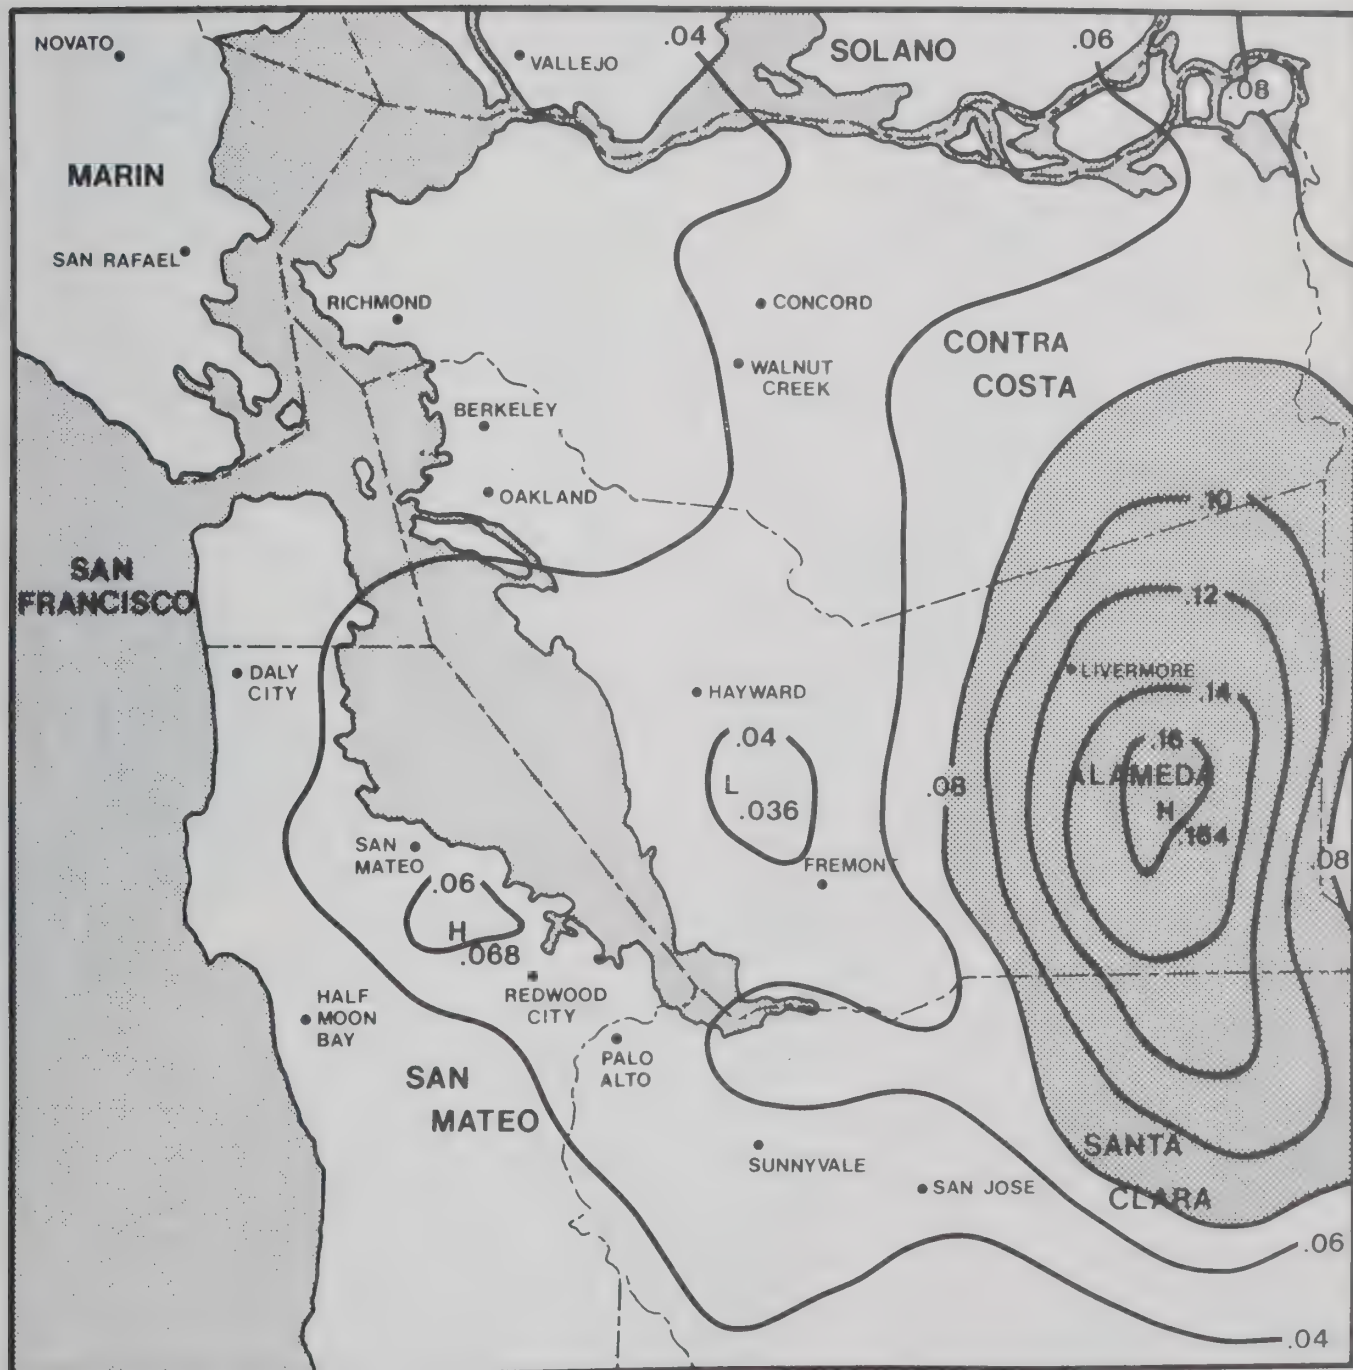 NOVATO
VALLEJO
.04
SOLANO
.06
.08
MARIN
SAN RAFAEL
RICHMOND
CONCORD
CONTRA
COSTA
WALNUT
CREEK
BERKELEY
OAKLAND
.10
SAN
FRANCISCO
.12
DALY
CITY
HAYWARD
LIVERMORE
.14
.04
.16
L
.036
.08
ALAMEDA
H
.164
SAN
MATEO
FREMONT
.08
.06
H
.068
REDWOOD
CITY
HALF
MOON
BAY
PALO
ALTO
SAN
MATEO
SUNNYVALE
SANTA
CLARA
SAN JOSE
.06
.04